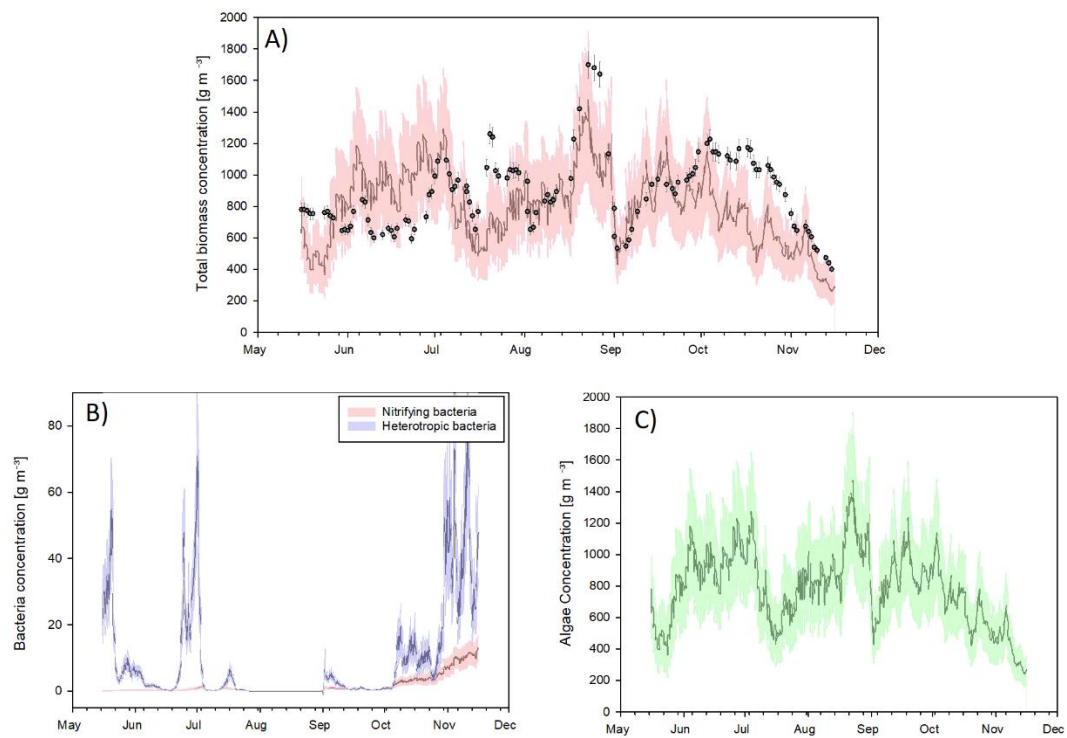 A)
Total biomass concentration [g m ⁻³]
2000
1800
1600
1400
1200
1000
800
600
400
200
0
May Jun Jul Aug Sep Oct Nov Dec
B)
Nitrifying bacteria
Heterotropic bacteria
Bacteria concentration [g m ⁻³]
80
60
40
20
0
May Jun Jul Aug Sep Oct Nov Dec
C)
Algae Concentration [g m ⁻³]
2000
1800
1600
1400
1200
1000
800
600
400
200
0
May Jun Jul Aug Sep Oct Nov Dec